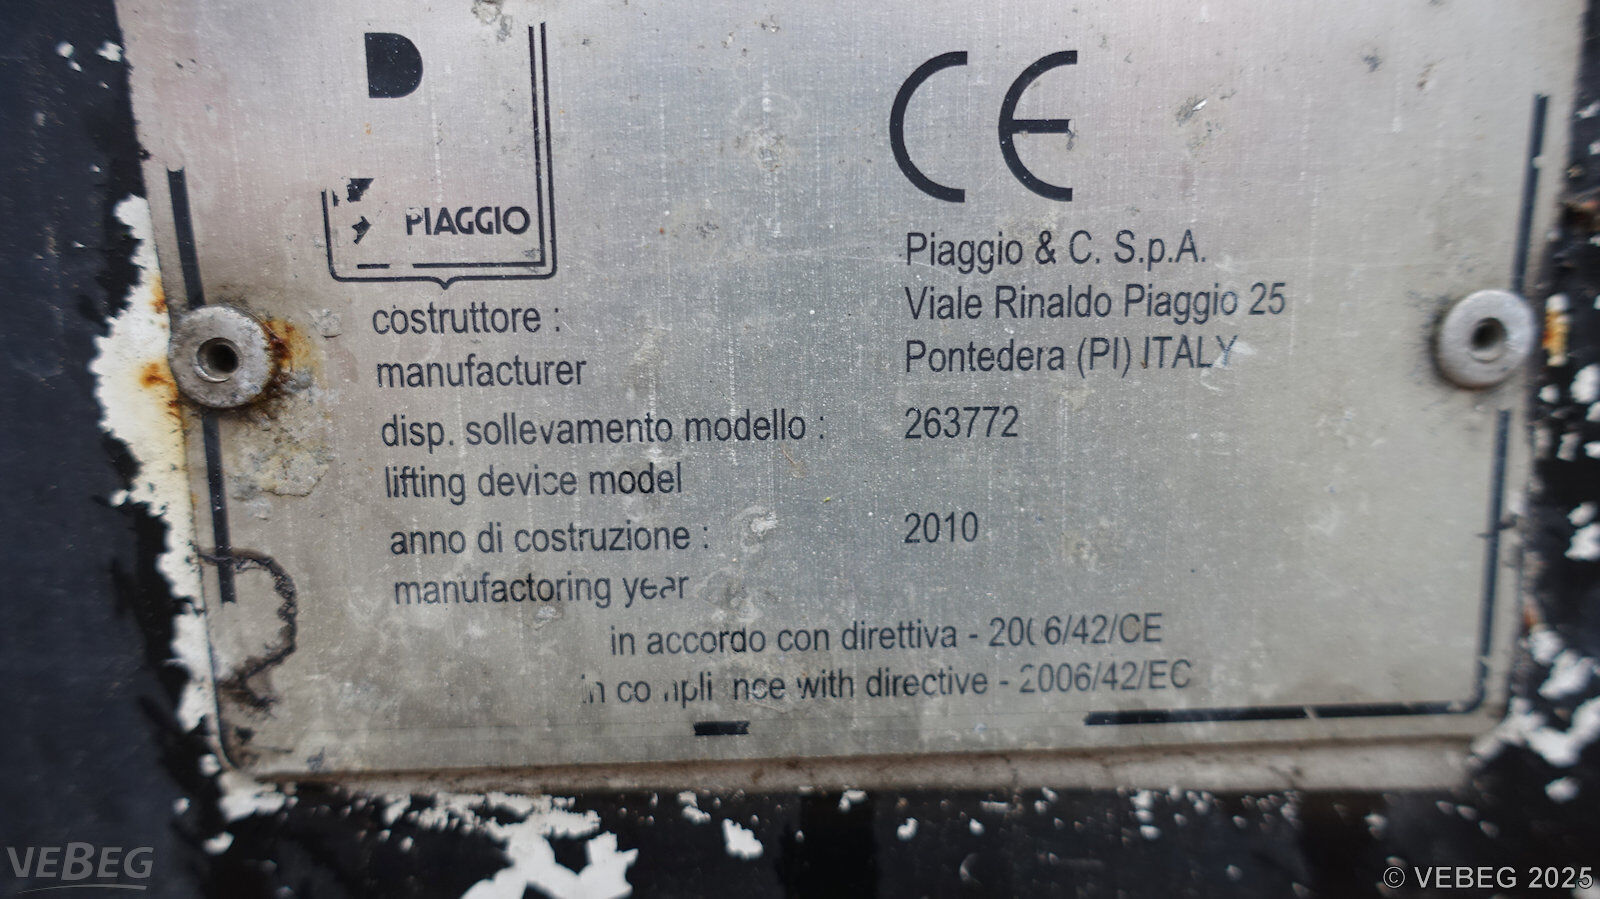 P
CE
PIAGGIO
Piaggio & C. S.p.A.
Viale Rinaldo Piaggio 25
Pontedera (PI) ITALY
costruttore :
manufacturer
disp. sollevamento modello : 263772
lifting device model
anno di costruzione : 2010
manufactoring year
in accordo con direttiva - 2006/42/CE
in compliance with directive - 2006/42/EC
VEBEG
© VEBEG 2025